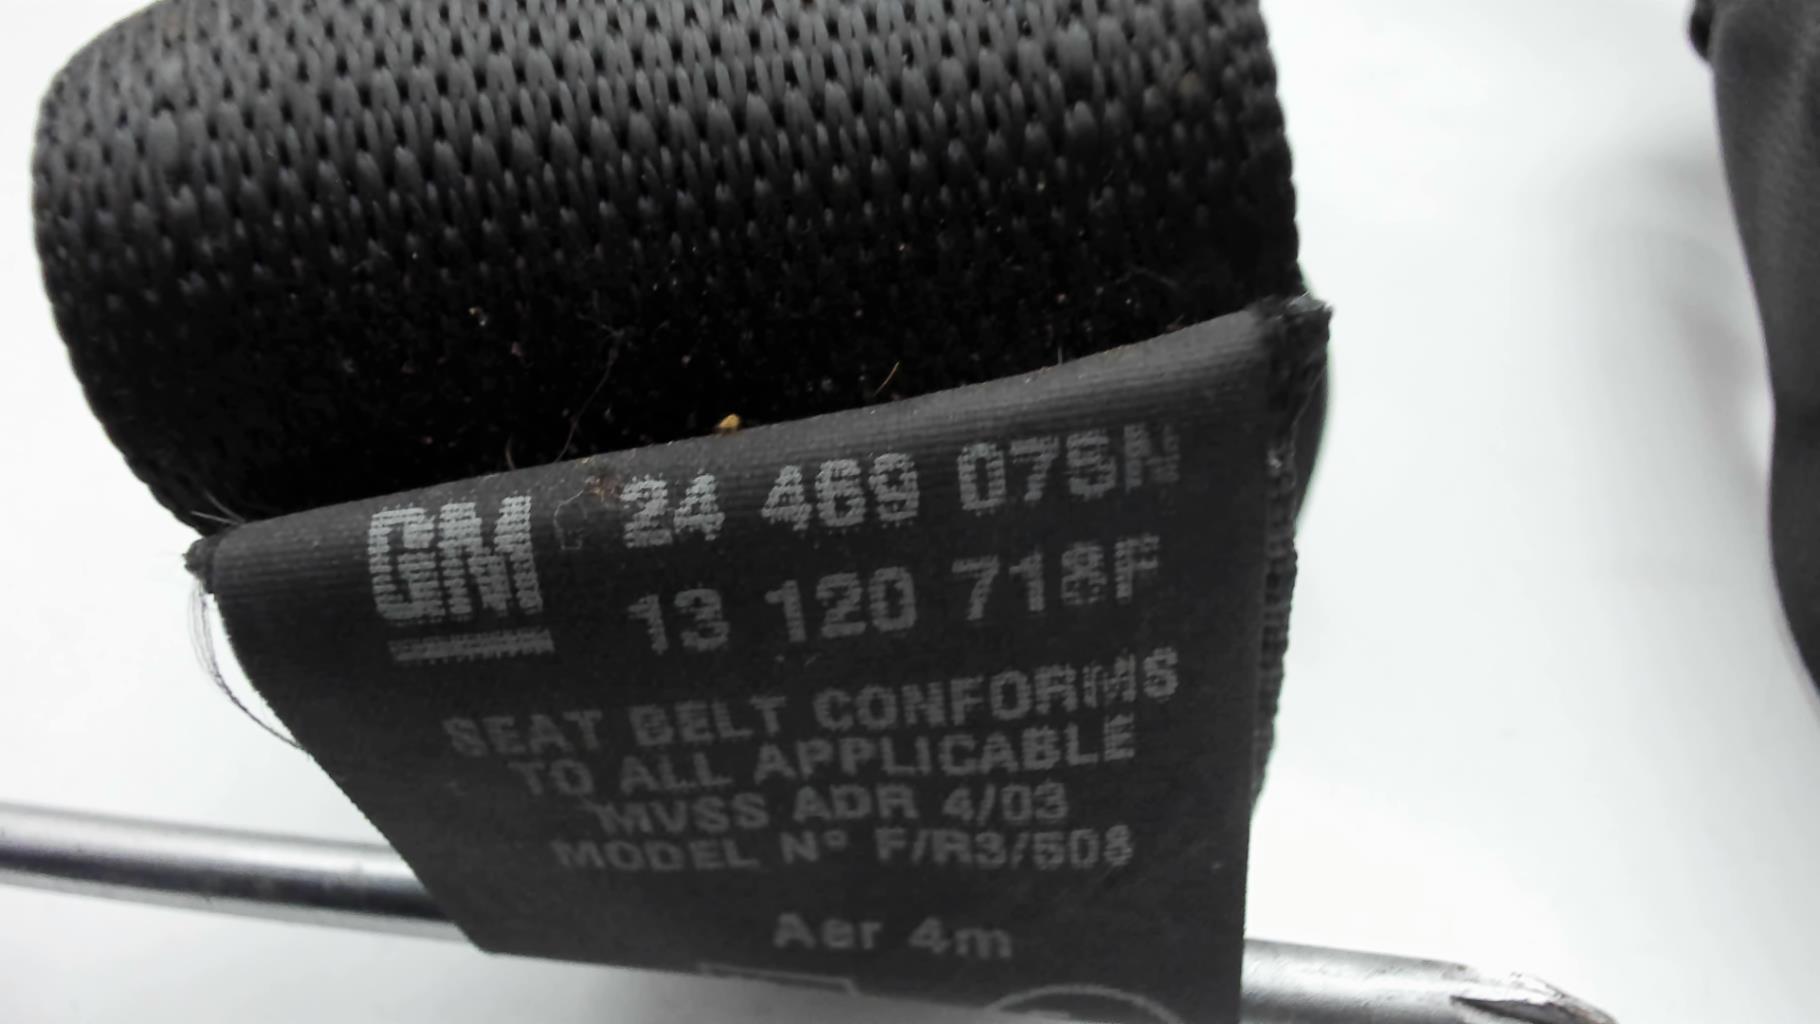 GM 24 469 075N
13 120 718F
SEAT BELT CONFORMS
TO ALL APPLICABLE
MVSS ADR 4/03
MODEL Nº F/R3/508
Aer 4m